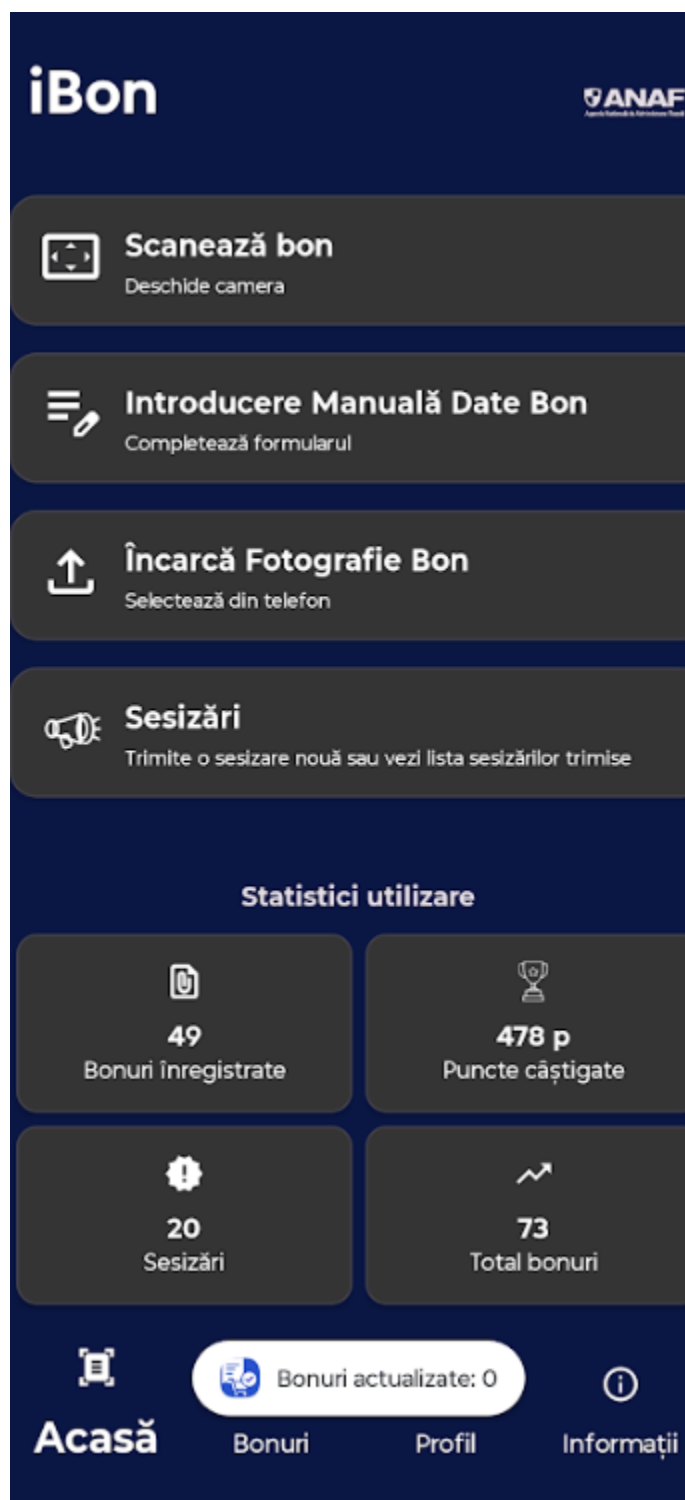 iBon
ANAF
Scanează bon
Deschide camera
Introducere Manuală Date Bon
Completează formularul
Încarcă Fotografie Bon
Selectează din telefon
Sesizări
Trimite o sesizare nouă sau vezi lista sesizărilor trimise
Statistici utilizare
49
Bonuri înregistrate
478 p
Puncte câștigate
20
Sesizări
73
Total bonuri
Bonuri actualizate: 0
Acasă
Bonuri
Profil
Informații